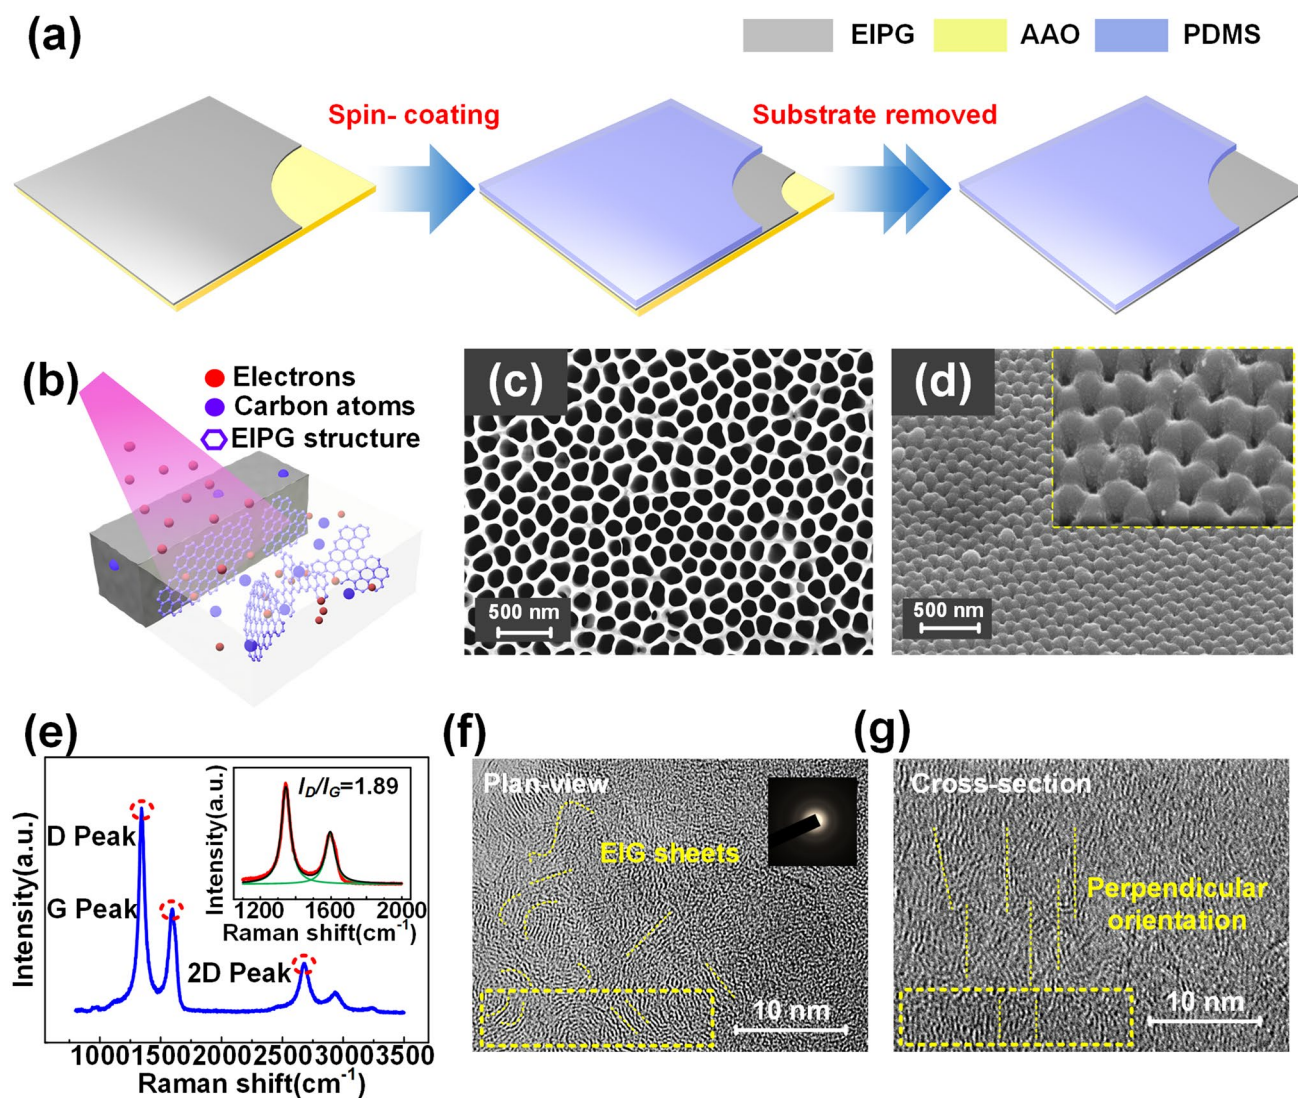 (a)
EIPG
AAO
PDMS
Spin- coating
Substrate removed
(b)
Electrons
Carbon atoms
EIPG structure
(c)
500 nm
(d)
500 nm
(e)
D Peak
G Peak
2D Peak
Intensity(a.u.)
1000 1500 2000 2500 3000 3500
Raman shift(cm⁻¹)
I_D/I_G=1.89
Intensity(a.u.)
1200 1600 2000
Raman shift(cm⁻¹)
(f)
Plan-view
EIG sheets
10 nm
(g)
Cross-section
Perpendicular
orientation
10 nm